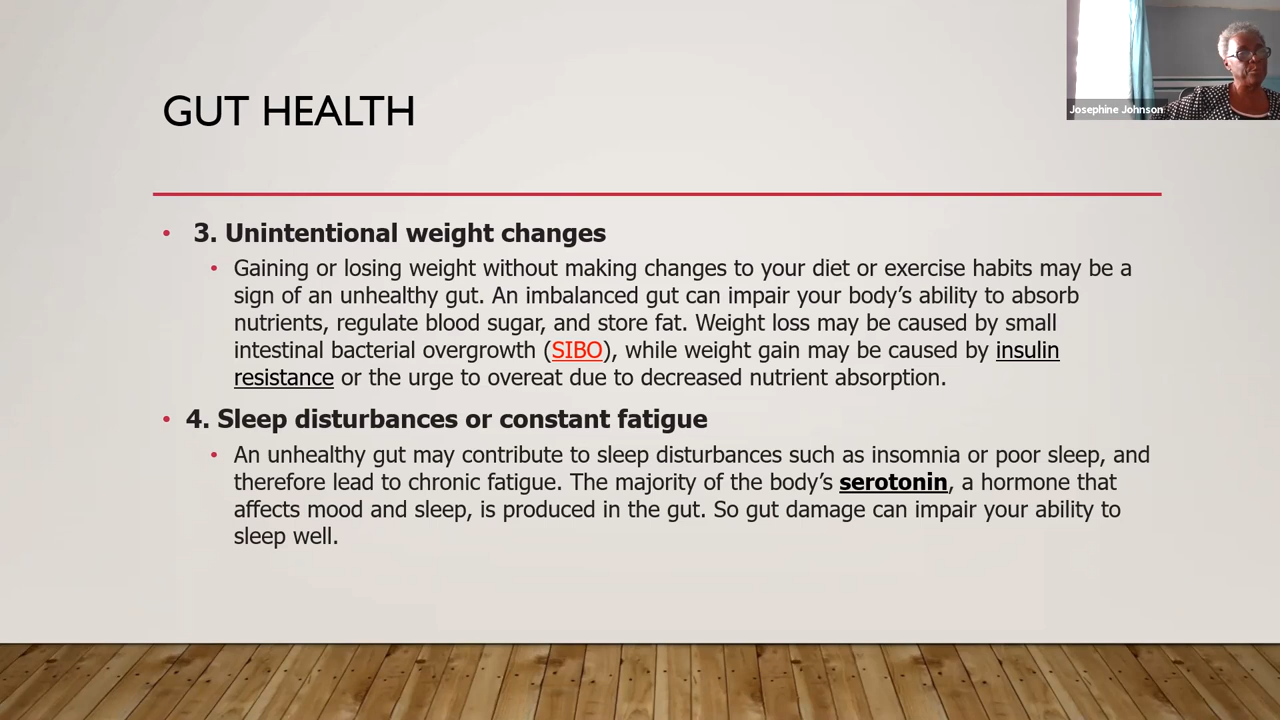 GUT HEALTH
Josephine Johnson
• 3. Unintentional weight changes
• Gaining or losing weight without making changes to your diet or exercise habits may be a
sign of an unhealthy gut. An imbalanced gut can impair your body’s ability to absorb
nutrients, regulate blood sugar, and store fat. Weight loss may be caused by small
intestinal bacterial overgrowth (SIBO), while weight gain may be caused by insulin
resistance or the urge to overeat due to decreased nutrient absorption.
• 4. Sleep disturbances or constant fatigue
• An unhealthy gut may contribute to sleep disturbances such as insomnia or poor sleep, and
therefore lead to chronic fatigue. The majority of the body’s serotonin, a hormone that
affects mood and sleep, is produced in the gut. So gut damage can impair your ability to
sleep well.